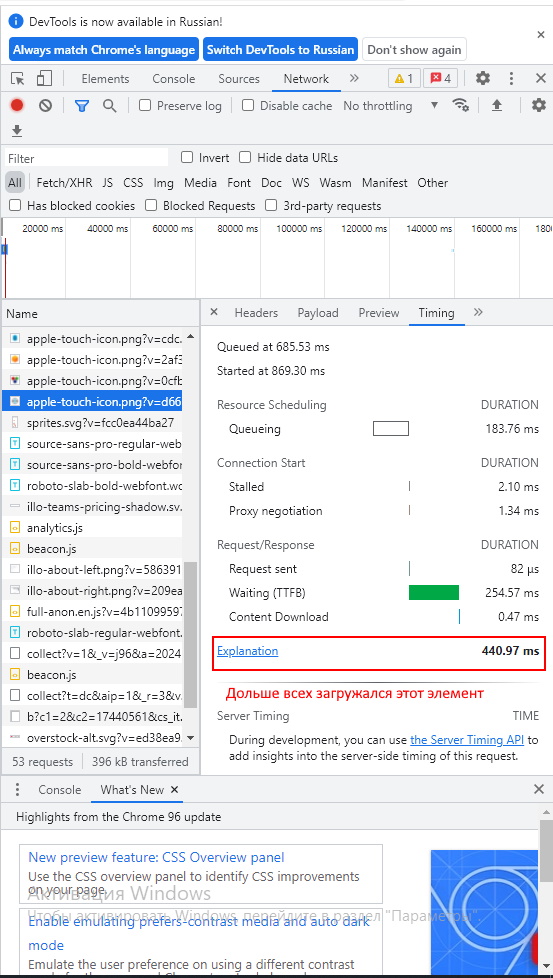 DevTools is now available in Russian!
Always match Chrome's language Switch DevTools to Russian Don't show again
Elements Console Sources Network 1 4
Preserve log Disable cache No throttling
Filter Invert Hide data URLs
All Fetch/XHR JS CSS Img Media Font Doc WS Wasm Manifest Other
Has blocked cookies Blocked Requests 3rd-party requests
20000 ms 40000 ms 60000 ms 80000 ms 100000 ms 120000 ms 140000 ms 160000 ms 180
Name
apple-touch-icon.png?v=cdc.
apple-touch-icon.png?v=2af3
apple-touch-icon.png?v=0cfb
apple-touch-icon.png?v=d66
sprites.svg?v=fcc0ea44ba27
source-sans-pro-regular-web
source-sans-pro-bold-webfor
roboto-slab-bold-webfont.wc
illo-teams-pricing-shadow.sv.
analytics.js
beacon.js
illo-about-left.png?v=586391
illo-about-right.png?v=209ea
full-anon.en.js?v=4b11099597
roboto-slab-regular-webfont.
collect?v=1&_v=j96&a=2024
beacon.js
collect?t=dc&aip=1&_r=3&v
b?c1=2&c2=17440561&cs_it.
overstock-alt.svg?v=ed38ea9.
53 requests 396 kB transferred
Headers Payload Preview Timing
Queued at 685.53 ms
Started at 869.30 ms
Resource Scheduling DURATION
Queueing 183.76 ms
Connection Start DURATION
Stalled 2.10 ms
Proxy negotiation 1.34 ms
Request/Response DURATION
Request sent 82 μs
Waiting (TTFB) 254.57 ms
Content Download 0.47 ms
Explanation 440.97 ms
Дольше всех загружался этот элемент
Server Timing TIME
During development, you can use the Server Timing API to
add insights into the server-side timing of this request.
Console What's New
Highlights from the Chrome 96 update
New preview feature: CSS Overview panel
Use the CSS overview panel to identify CSS improvements
on your page.
Активация Windows
Чтобы активировать Windows, перейдите в раздел "Параметры".
Enable emulating prefers-contrast media and auto dark
mode
Emulate the user preference on using a different contrast